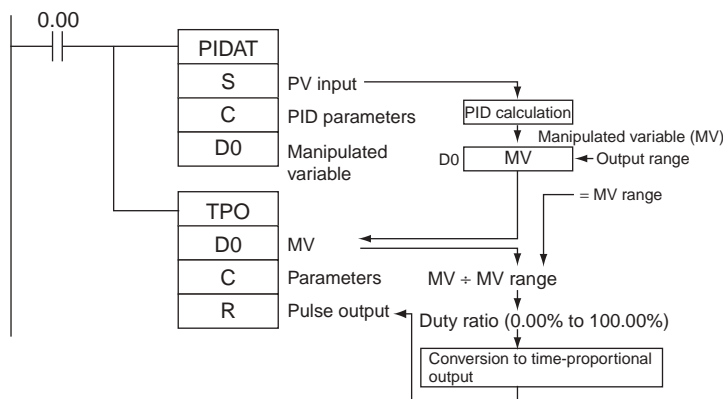 0.00
PIDAT
S PV input
PID calculation
C PID parameters
Manipulated variable (MV)
D0 Manipulated variable
D0 MV Output range
= MV range
TPO
D0 MV
C Parameters
MV ÷ MV range
R Pulse output
Duty ratio (0.00% to 100.00%)
Conversion to time-proportional
output